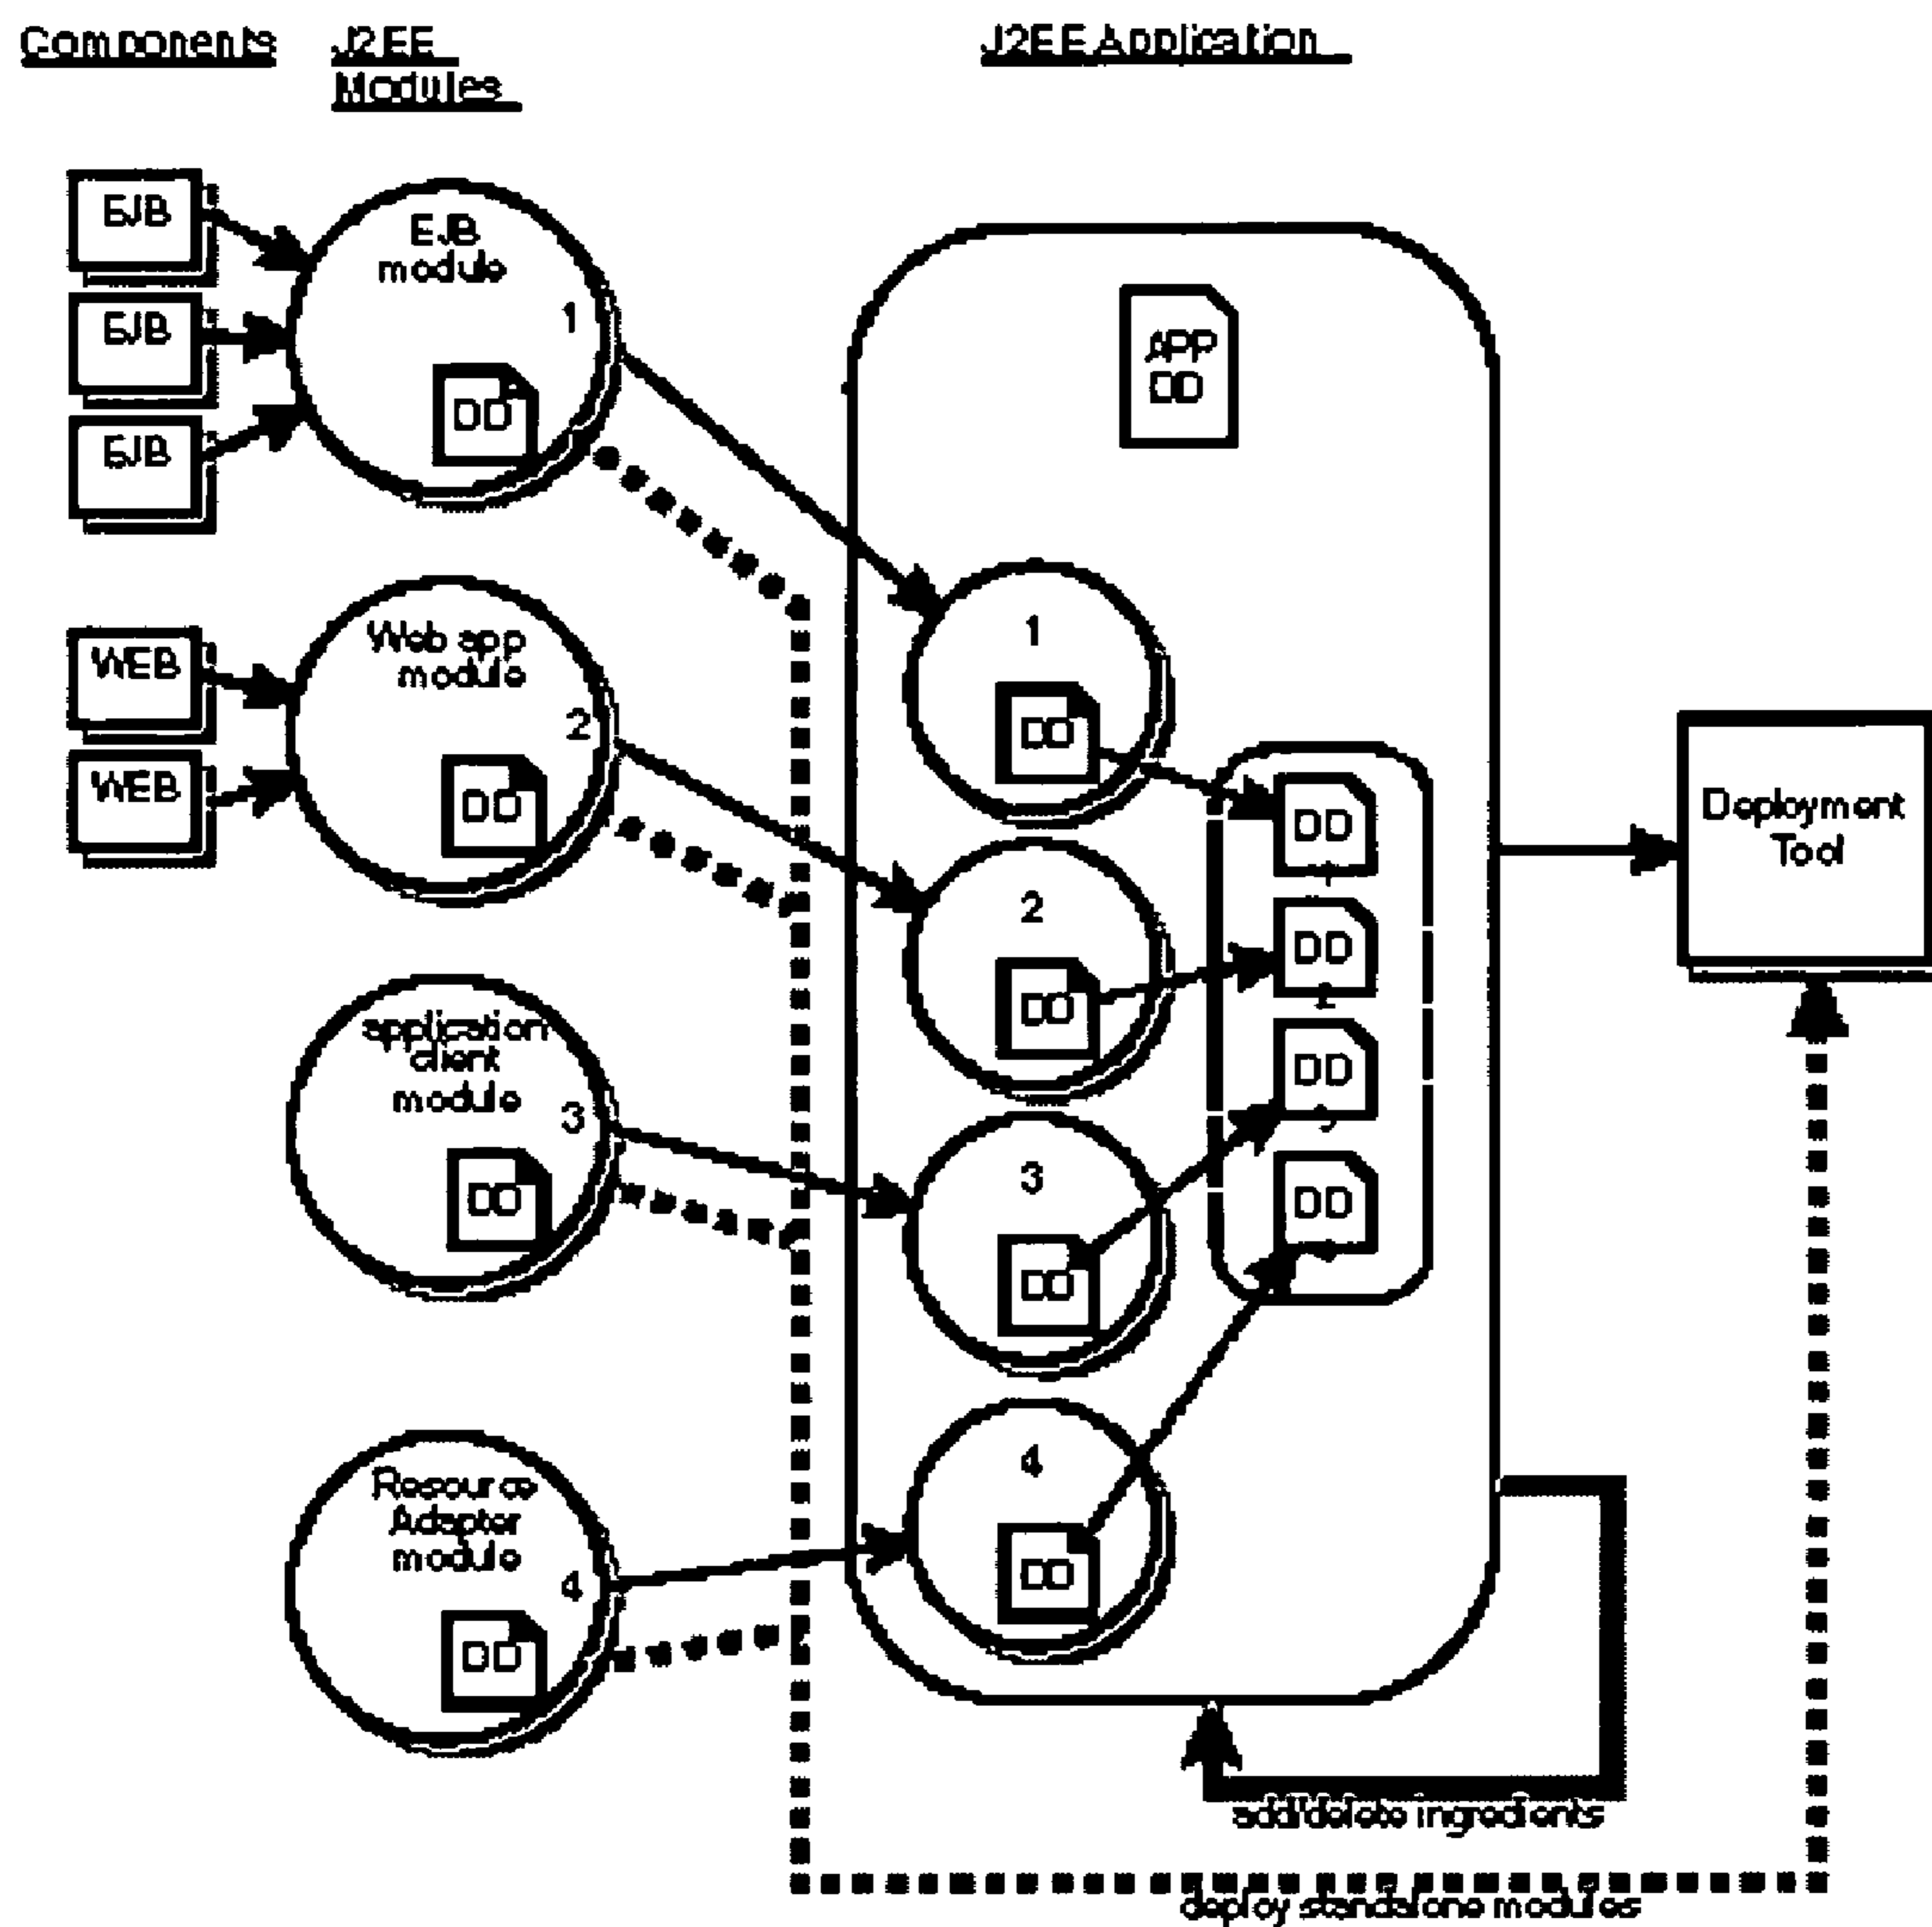 Components
J2EE
Modules
J2EE Application
EJB
EJB
EJB
EJB
module
1
DD
WEB
WEB
Web app
module
2
DD
application
client
module
3
DD
Resource
Adapter
module
4
DD
APP
DD
1
DD
2
DD
3
DD
4
DD
DD
DD
DD
DD
Deployment
Tool
add/delete ingredients
deploy standalone modules